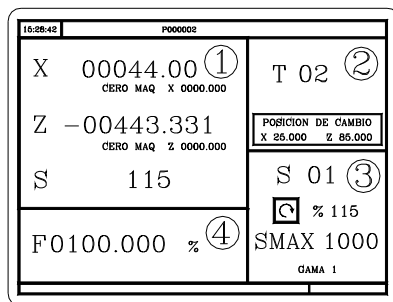 15:28:42 P000002
X 00044.00 1
CERO MAQ X 0000.000
Z -00443.331
CERO MAQ Z 0000.000
S 115
F0100.000 % 4
T 02 2
POSICION DE CAMBIO
X 25.000 Z 85.000
S 01 3
% 115
SMAX 1000
GAMA 1